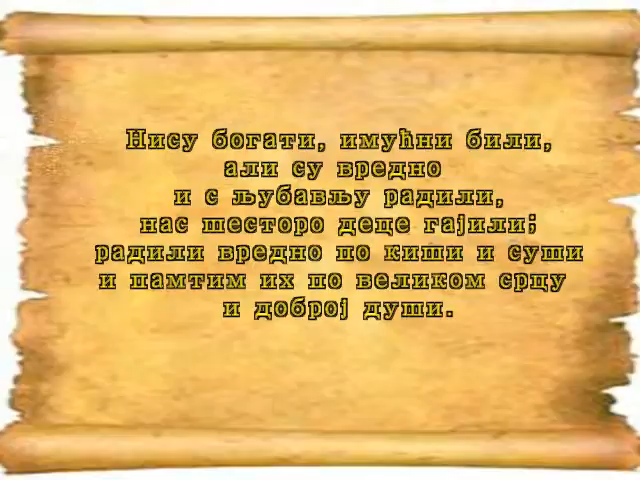 Нису богати, имућни били,
али су вредно
и с љубављу радили,
нас шесторо деце гајили;
радили вредно по киши и суши
и памтим их по великом срцу
и доброј души.